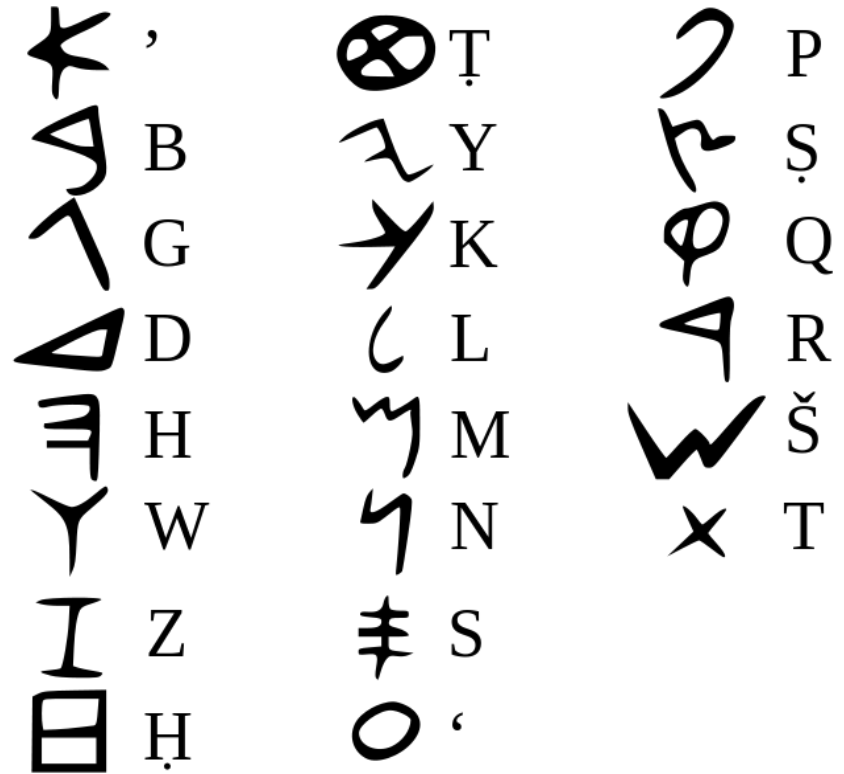 𐤀 ’
𐤁 B
𐤂 G
𐤃 D
𐤄 H
𐤅 W
𐤆 Z
𐤇 Ḥ
𐤈 Ṭ
𐤉 Y
𐤊 K
𐤋 L
𐤌 M
𐤍 N
𐤎 S
𐤏 ‘
𐤐 P
𐤑 Ṣ
𐤒 Q
𐤓 R
𐤔 Š
𐤕 T